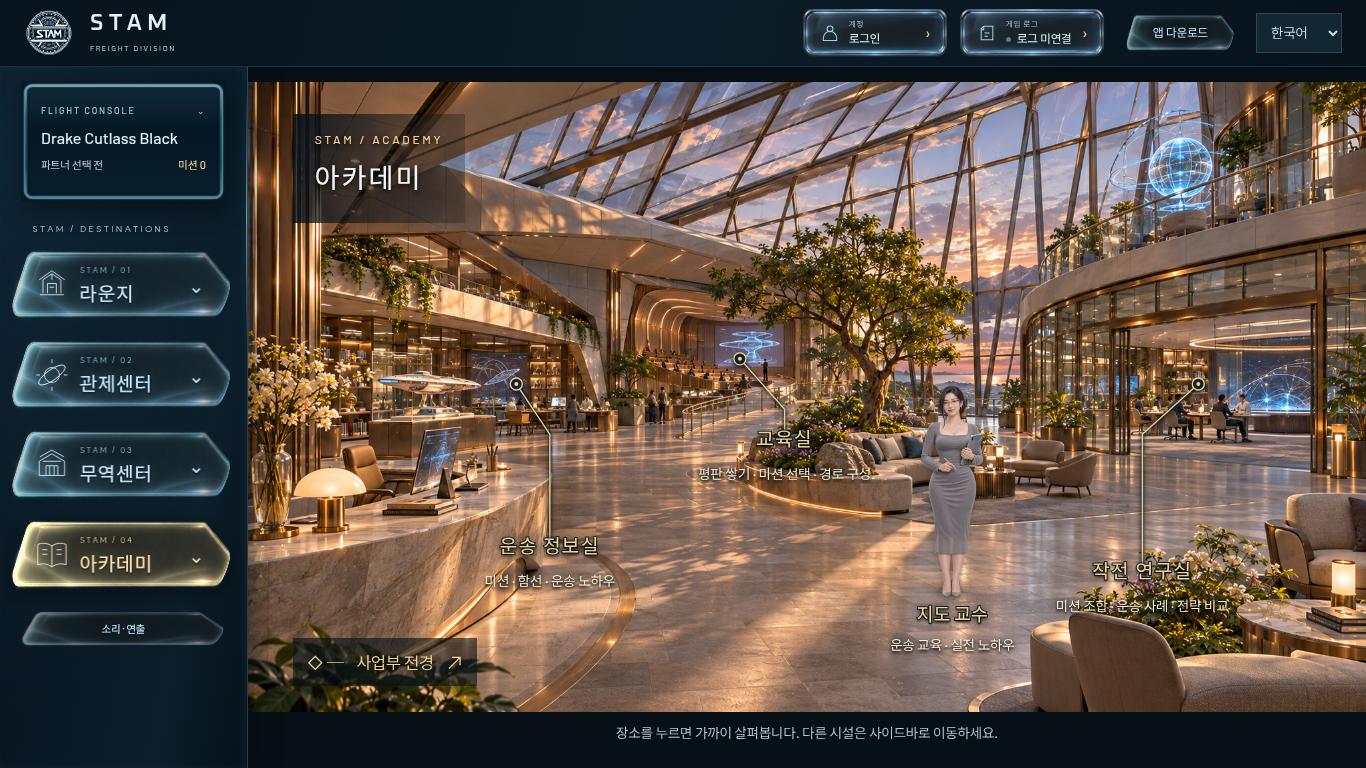 STAM
STAM
FREIGHT DIVISION
계정
로그인
게임 로그
로그 미연결
앱 다운로드
한국어
FLIGHT CONSOLE
Drake Cutlass Black
파트너 선택 전
미션 0
STAM / DESTINATIONS
STAM / 01
라운지
STAM / 02
관제센터
STAM / 03
무역센터
STAM / 04
아카데미
소리 · 연출
STAM / ACADEMY
아카데미
교육실
평판 쌓기 · 미션 선택 · 경로 구성
운송 정보실
미션 · 함선 · 운송 노하우
작전 연구실
미션 조합 · 운송 사례 · 전략 비교
지도 교수
운송 교육 · 실전 노하우
사업부 전경
장소를 누르면 가까이 살펴봅니다. 다른 시설은 사이드바로 이동하세요.